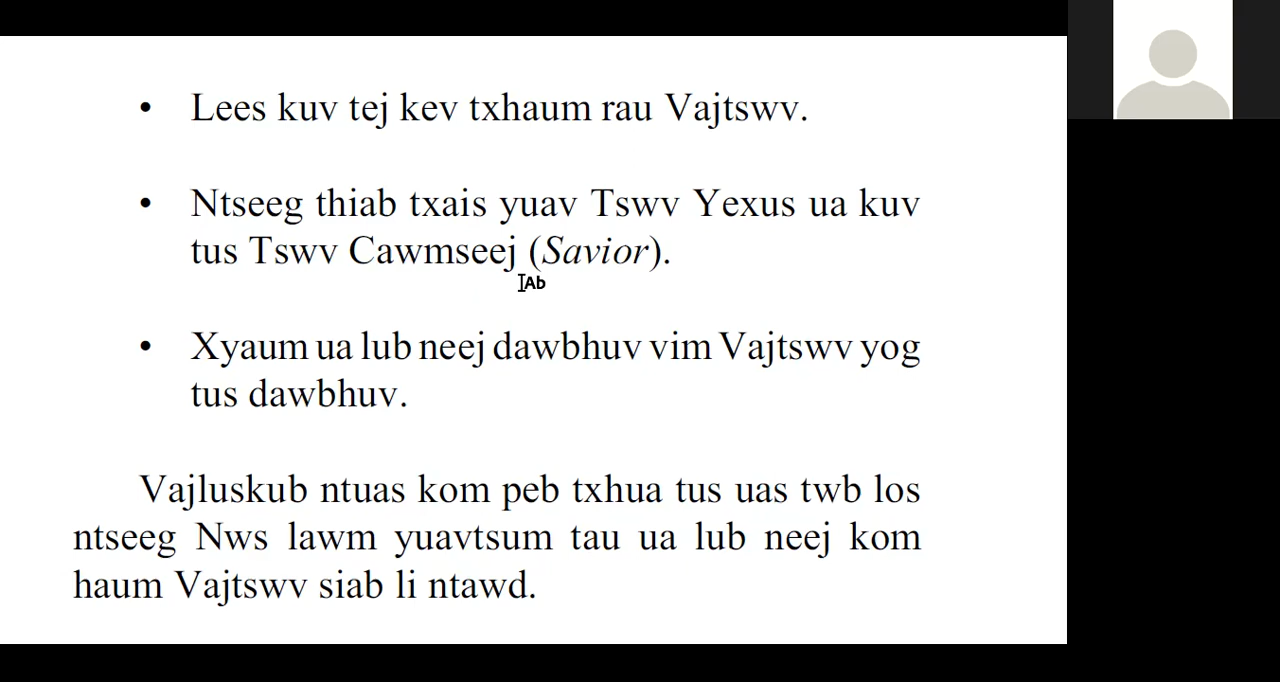 • Lees kuv tej kev txhaum rau Vajtswv.
• Ntseeg thiab txais yuav Tswv Yexus ua kuv
tus Tswv Cawmseej (Savior).
Ab
• Xyaum ua lub neej dawbhuv vim Vajtswv yog
tus dawbhuv.
Vajluskub ntuas kom peb txhua tus uas twb los
ntseeg Nws lawm yuavtsum tau ua lub neej kom
haum Vajtswv siab li ntawd.